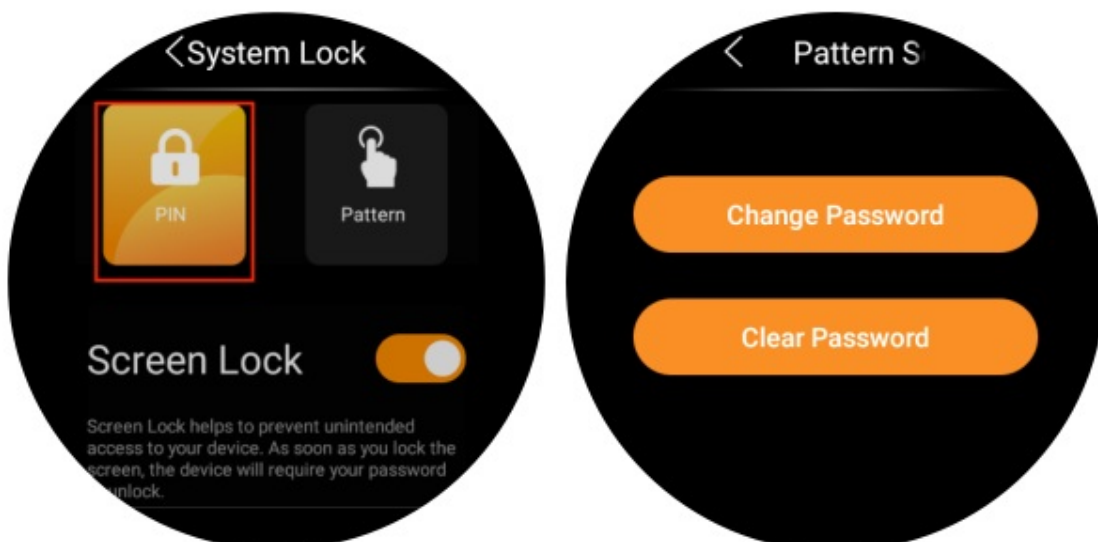 System Lock
PIN
Pattern
Screen Lock
Screen Lock helps to prevent unintended
access to your device. As soon as you lock the
screen, the device will require your password
unlock.
Pattern S
Change Password
Clear Password